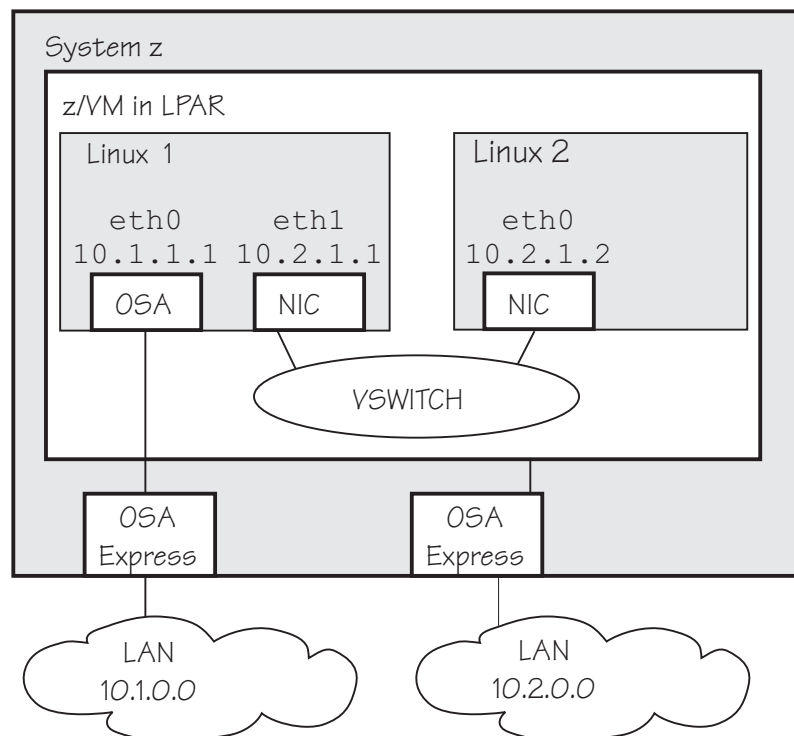 System z
z/VM in LPAR
Linux 1
Linux 2
eth0 eth1
10.1.1.1 10.2.1.1
eth0
10.2.1.2
OSA
NIC
NIC
VSWITCH
OSA
Express
OSA
Express
LAN
10.1.0.0
LAN
10.2.0.0